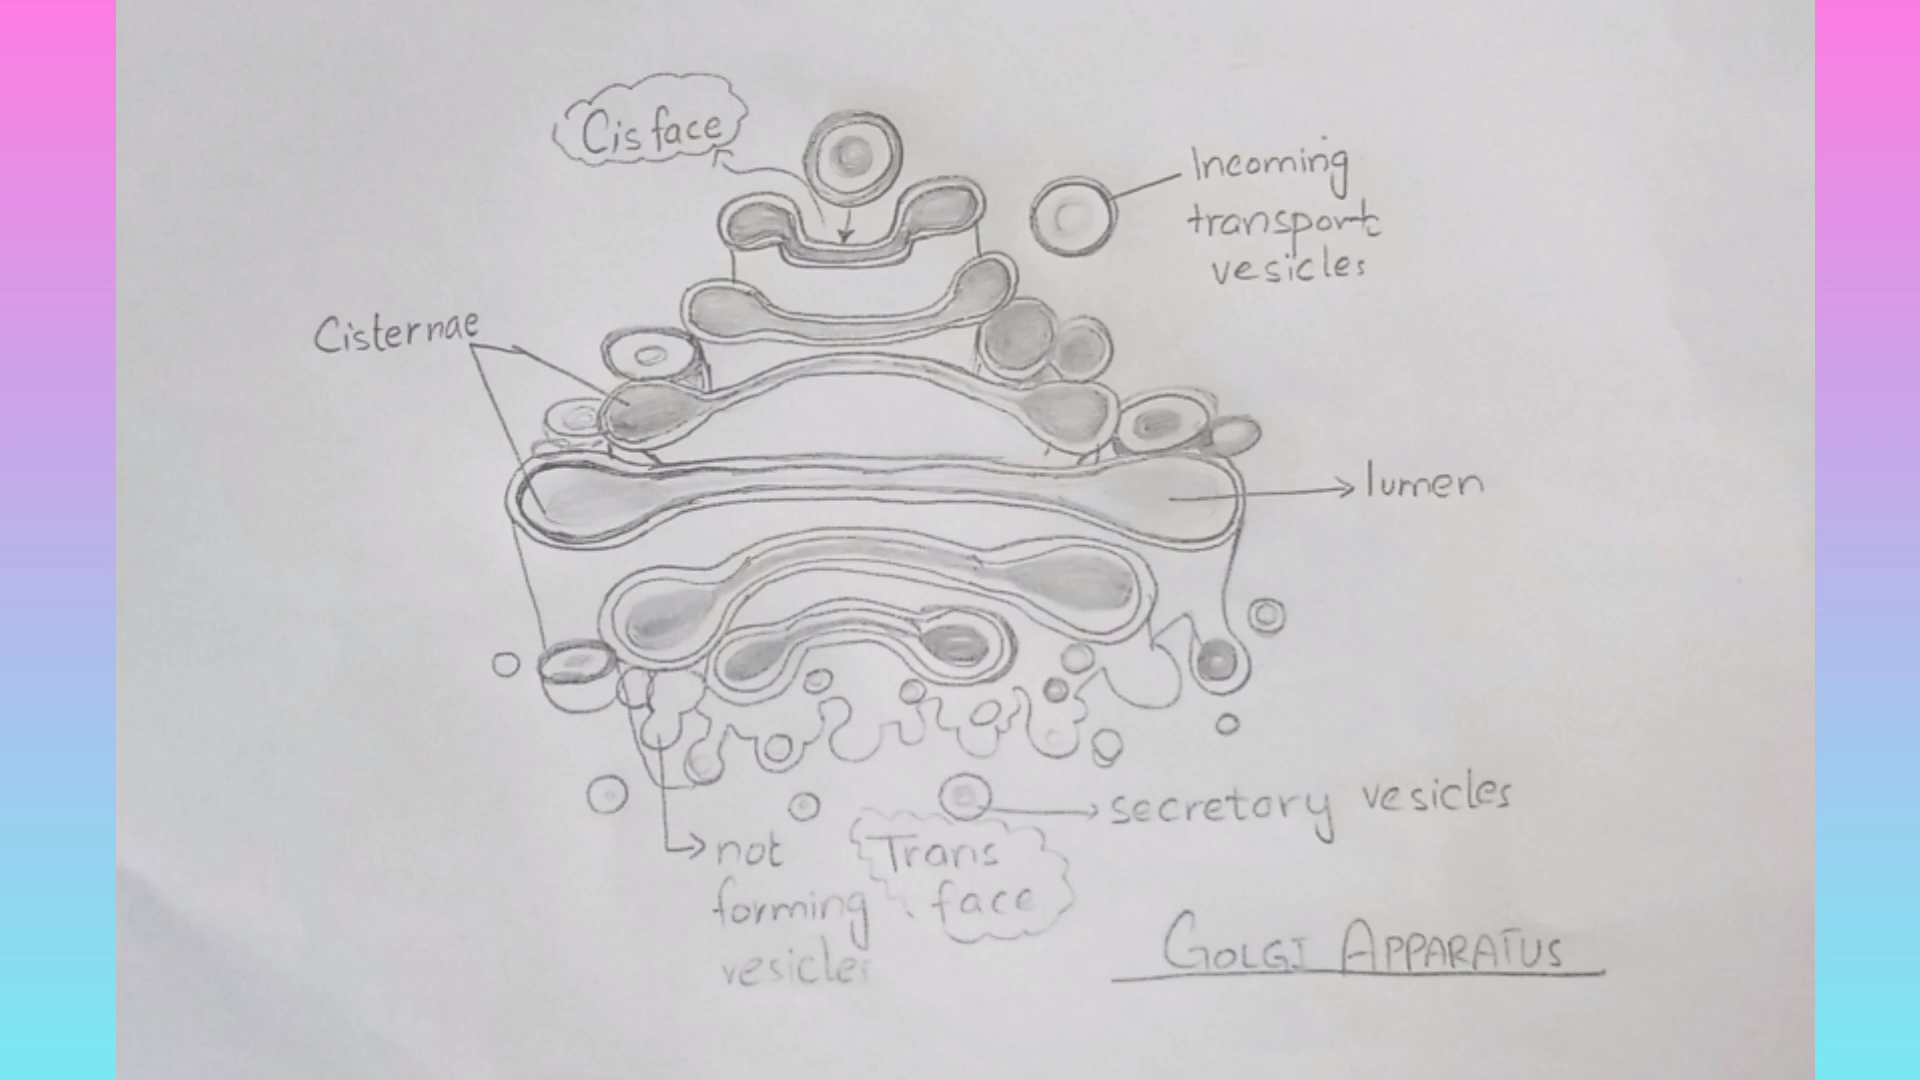 Cis face
Incoming
transport
vesicles
Cisternae
lumen
secretory vesicles
not
forming
vesicles
Trans
face
GOLGI APPARATUS